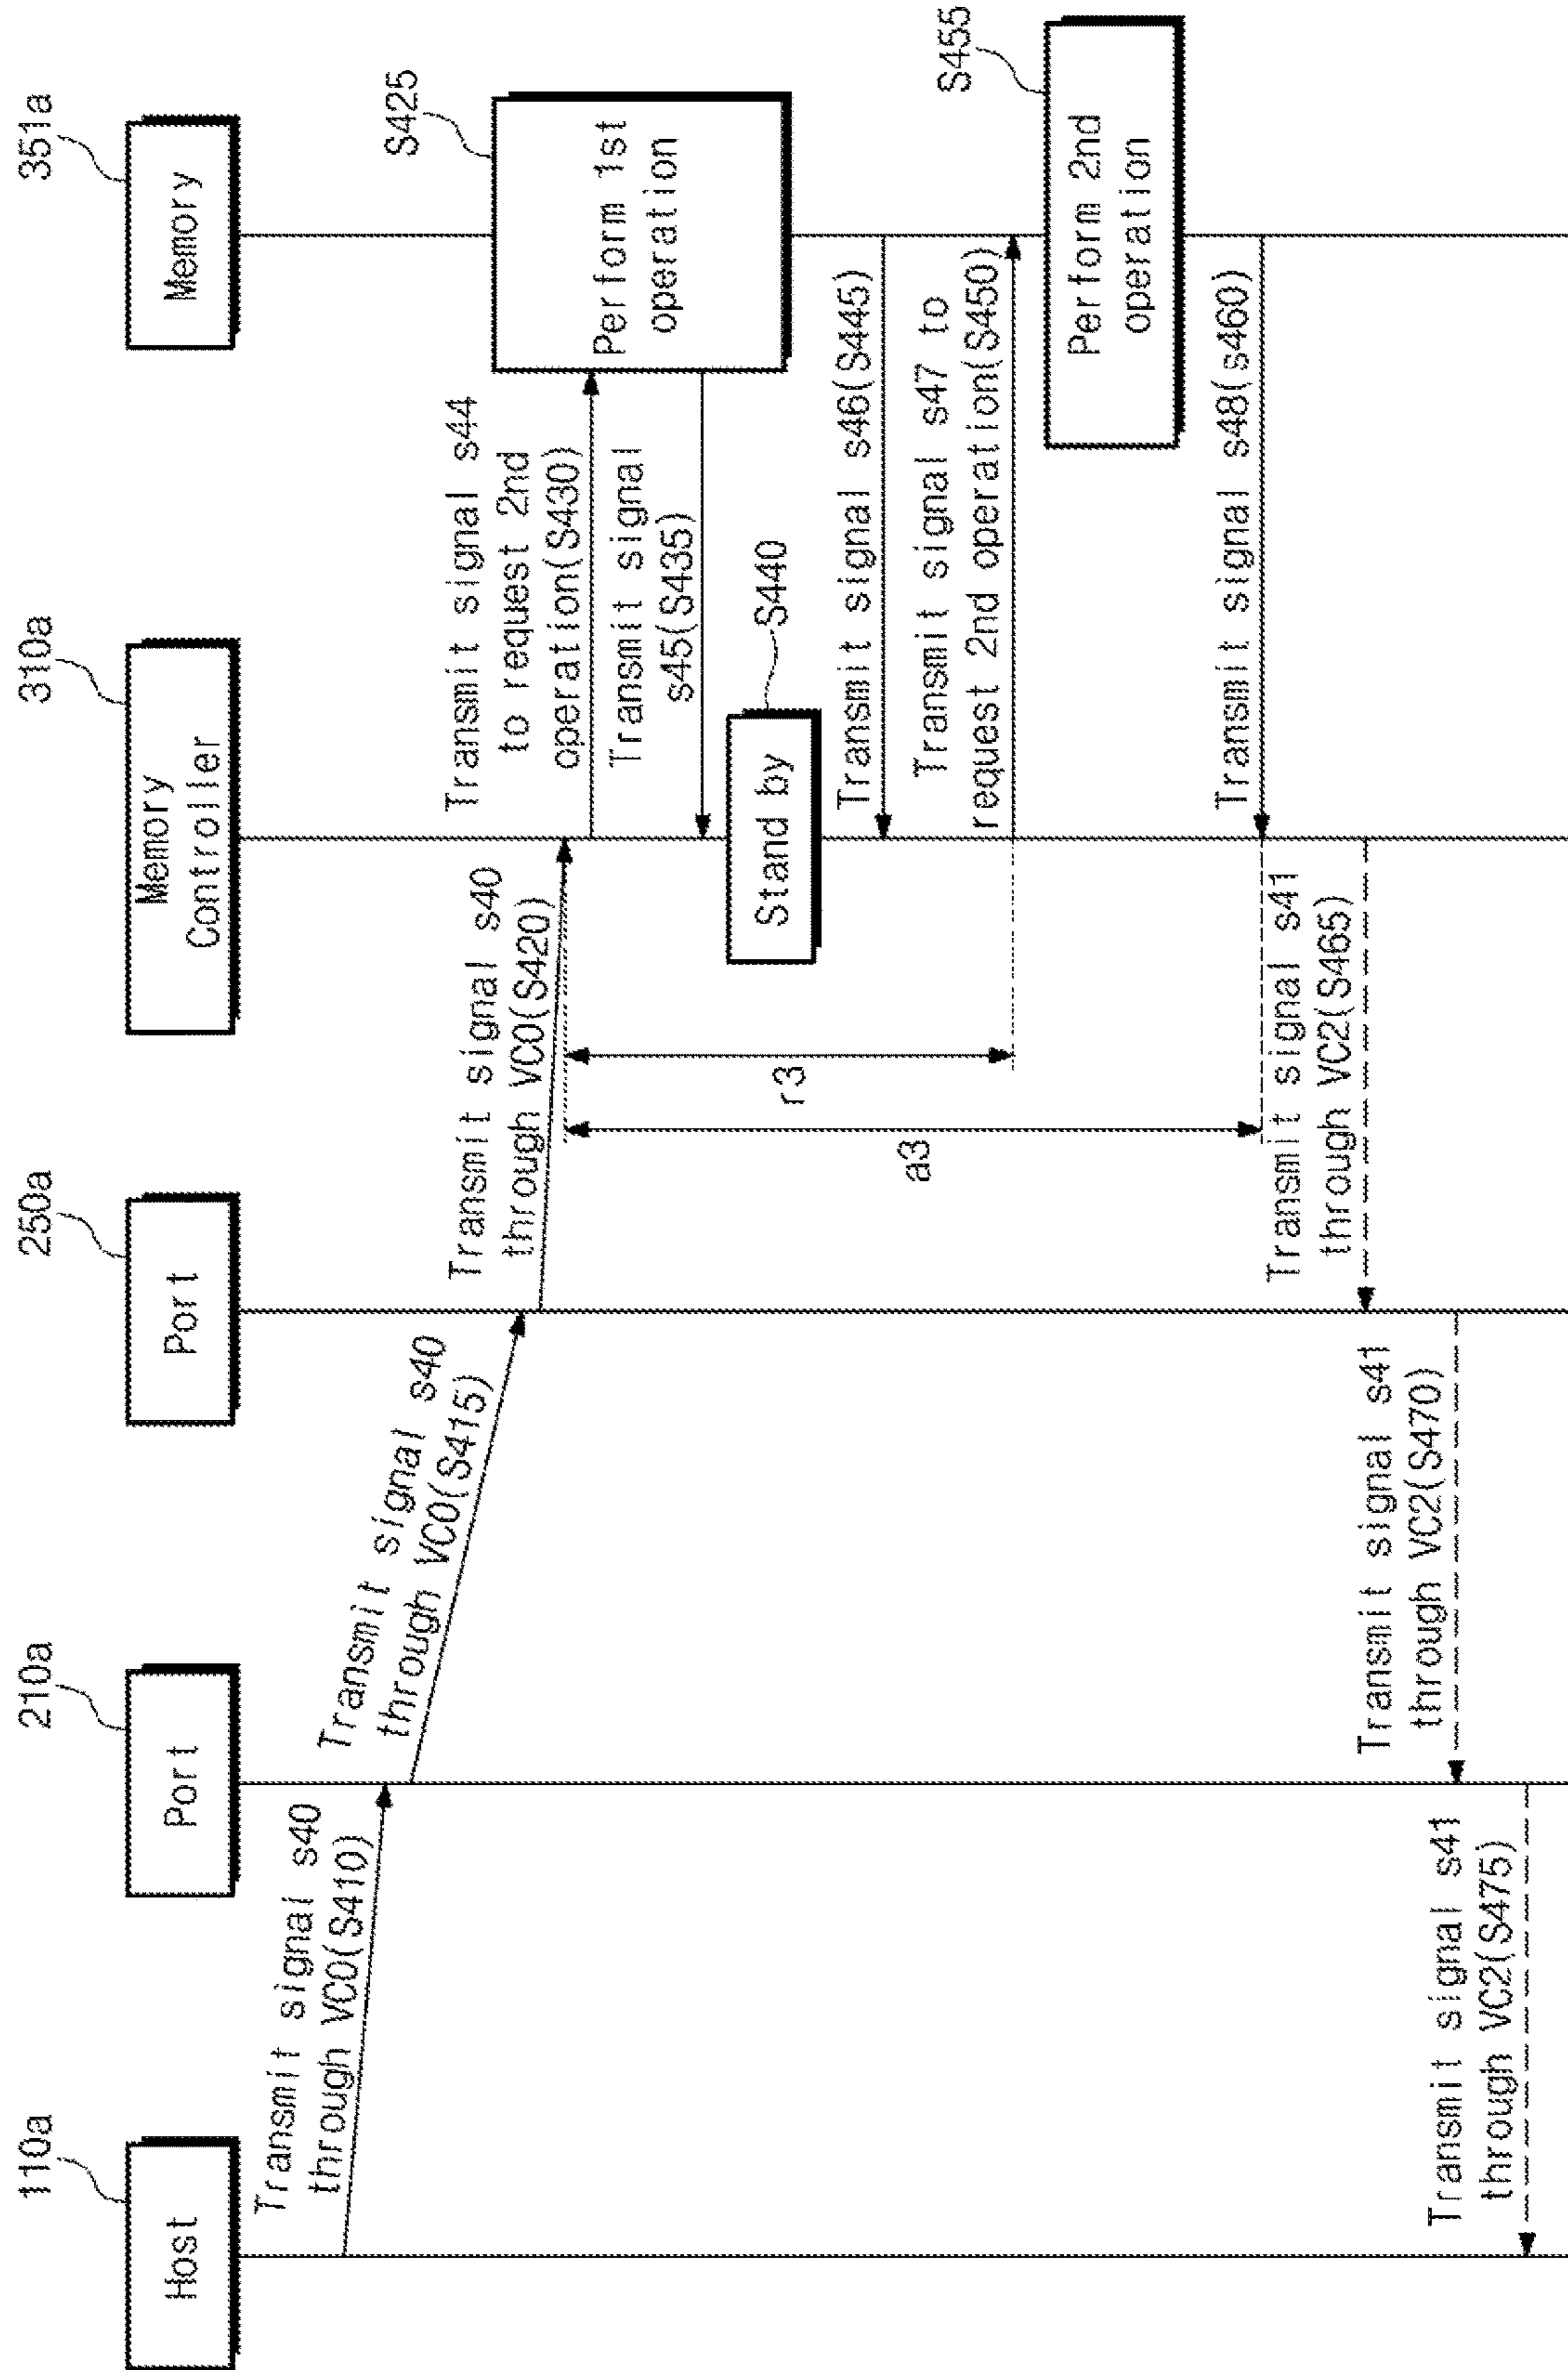 110a
210a
250a
310a
351a
Host
Port
Port
Memory
Controller
Memory
Transmit signal s40
through VC0(S410)
Transmit signal s40
through VC0(S415)
Transmit signal s40
through VC0(S420)
S425
Perform 1st
operation
Transmit signal s44
to request 2nd
operation(S430)
Transmit signal
s45(S435)
Stand by
S440
Transmit signal s46(S445)
Transmit signal s47 to
request 2nd operation(S450)
r3
a3
S455
Perform 2nd
operation
Transmit signal s48(s460)
Transmit signal s41
through VC2(S465)
Transmit signal s41
through VC2(S470)
Transmit signal s41
through VC2(S475)